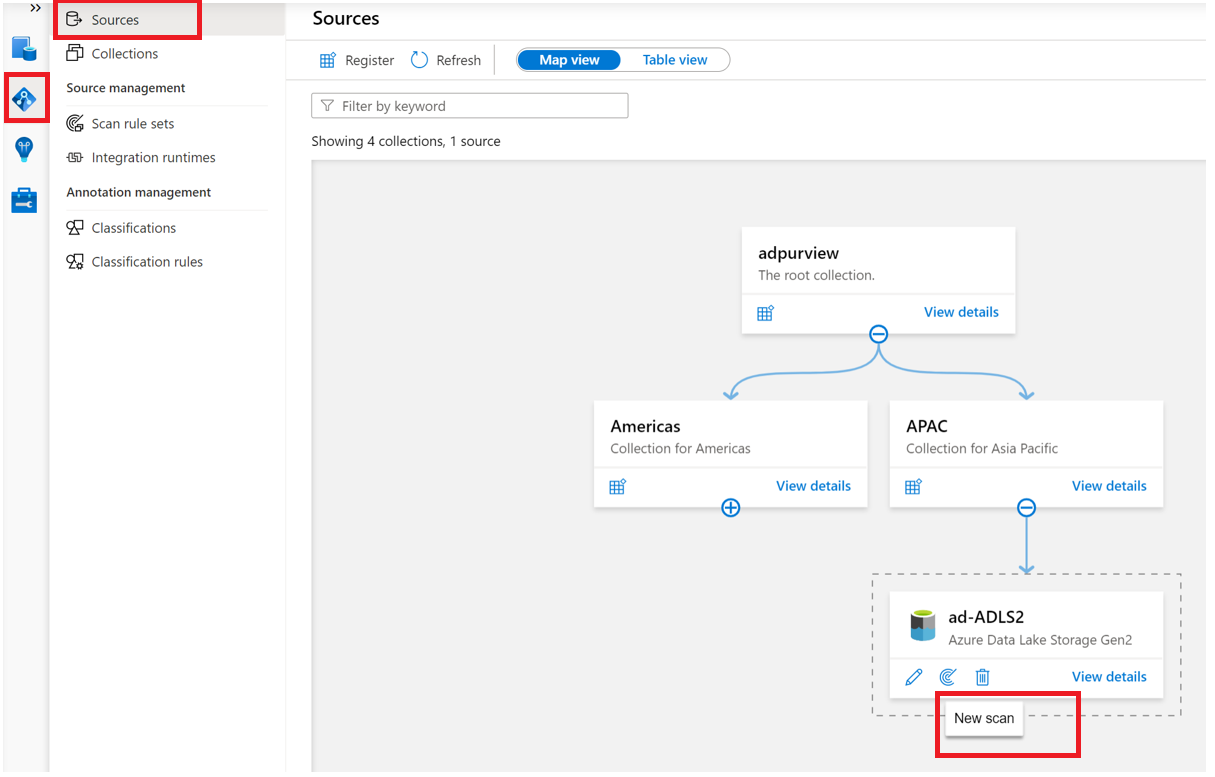 Sources
Collections
Source management
Scan rule sets
Integration runtimes
Annotation management
Classifications
Classification rules
Sources
Register
Refresh
Map view
Table view
Filter by keyword
Showing 4 collections, 1 source
adpurview
The root collection.
View details
Americas
Collection for Americas
View details
APAC
Collection for Asia Pacific
View details
ad-ADLS2
Azure Data Lake Storage Gen2
View details
New scan